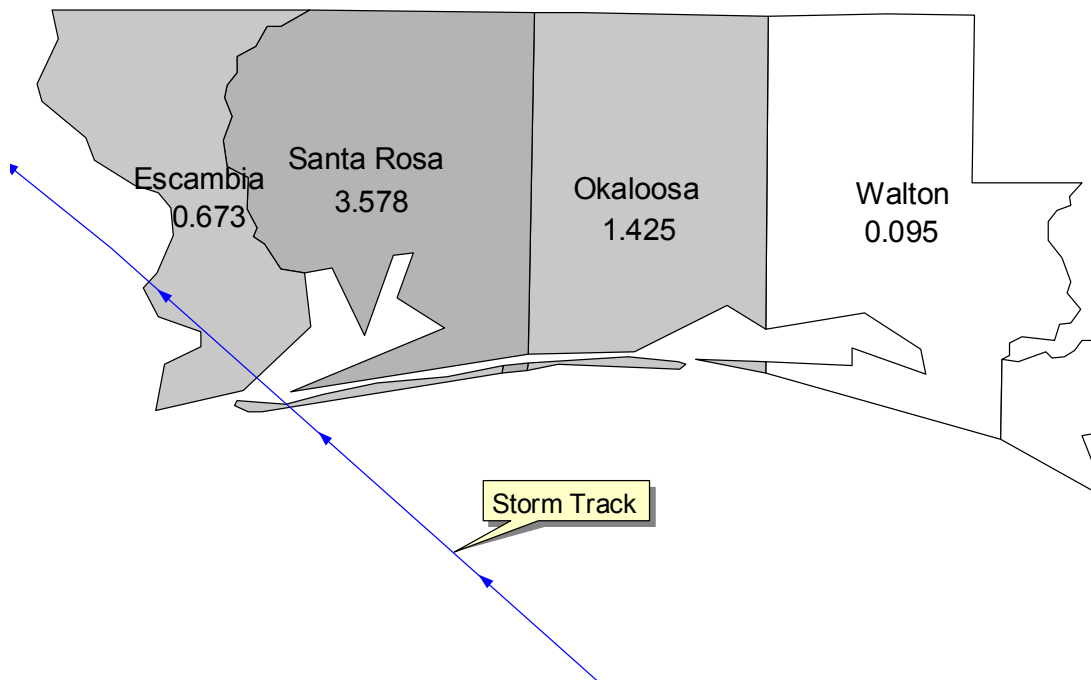 Escambia
0.673
Santa Rosa
3.578
Okaloosa
1.425
Walton
0.095
Storm Track